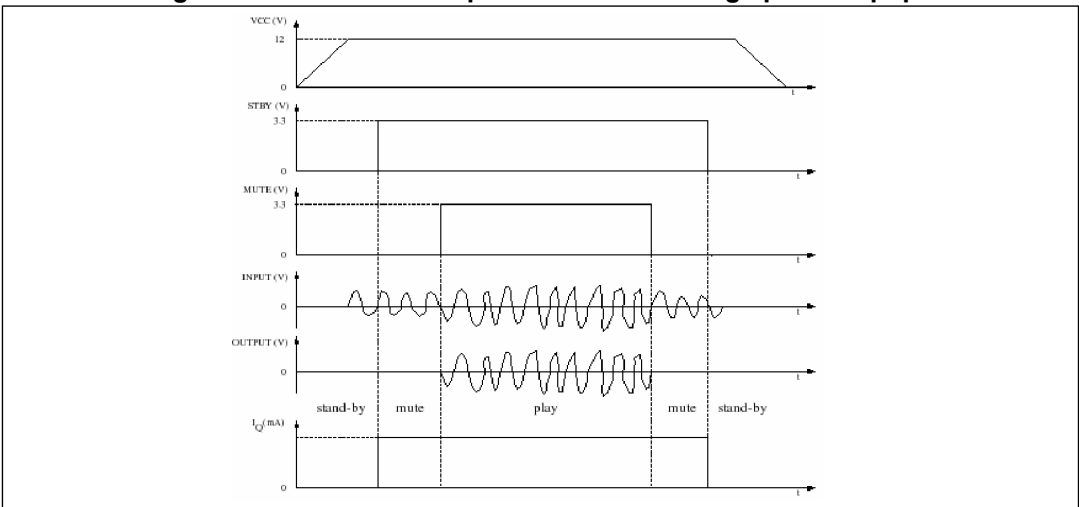 VCC (V)
12
0
t
STBY (V)
3.3
0
t
MUTE (V)
3.3
0
t
INPUT (V)
0
t
OUTPUT (V)
0
t
stand-by mute play mute stand-by
IQ(mA)
0
t